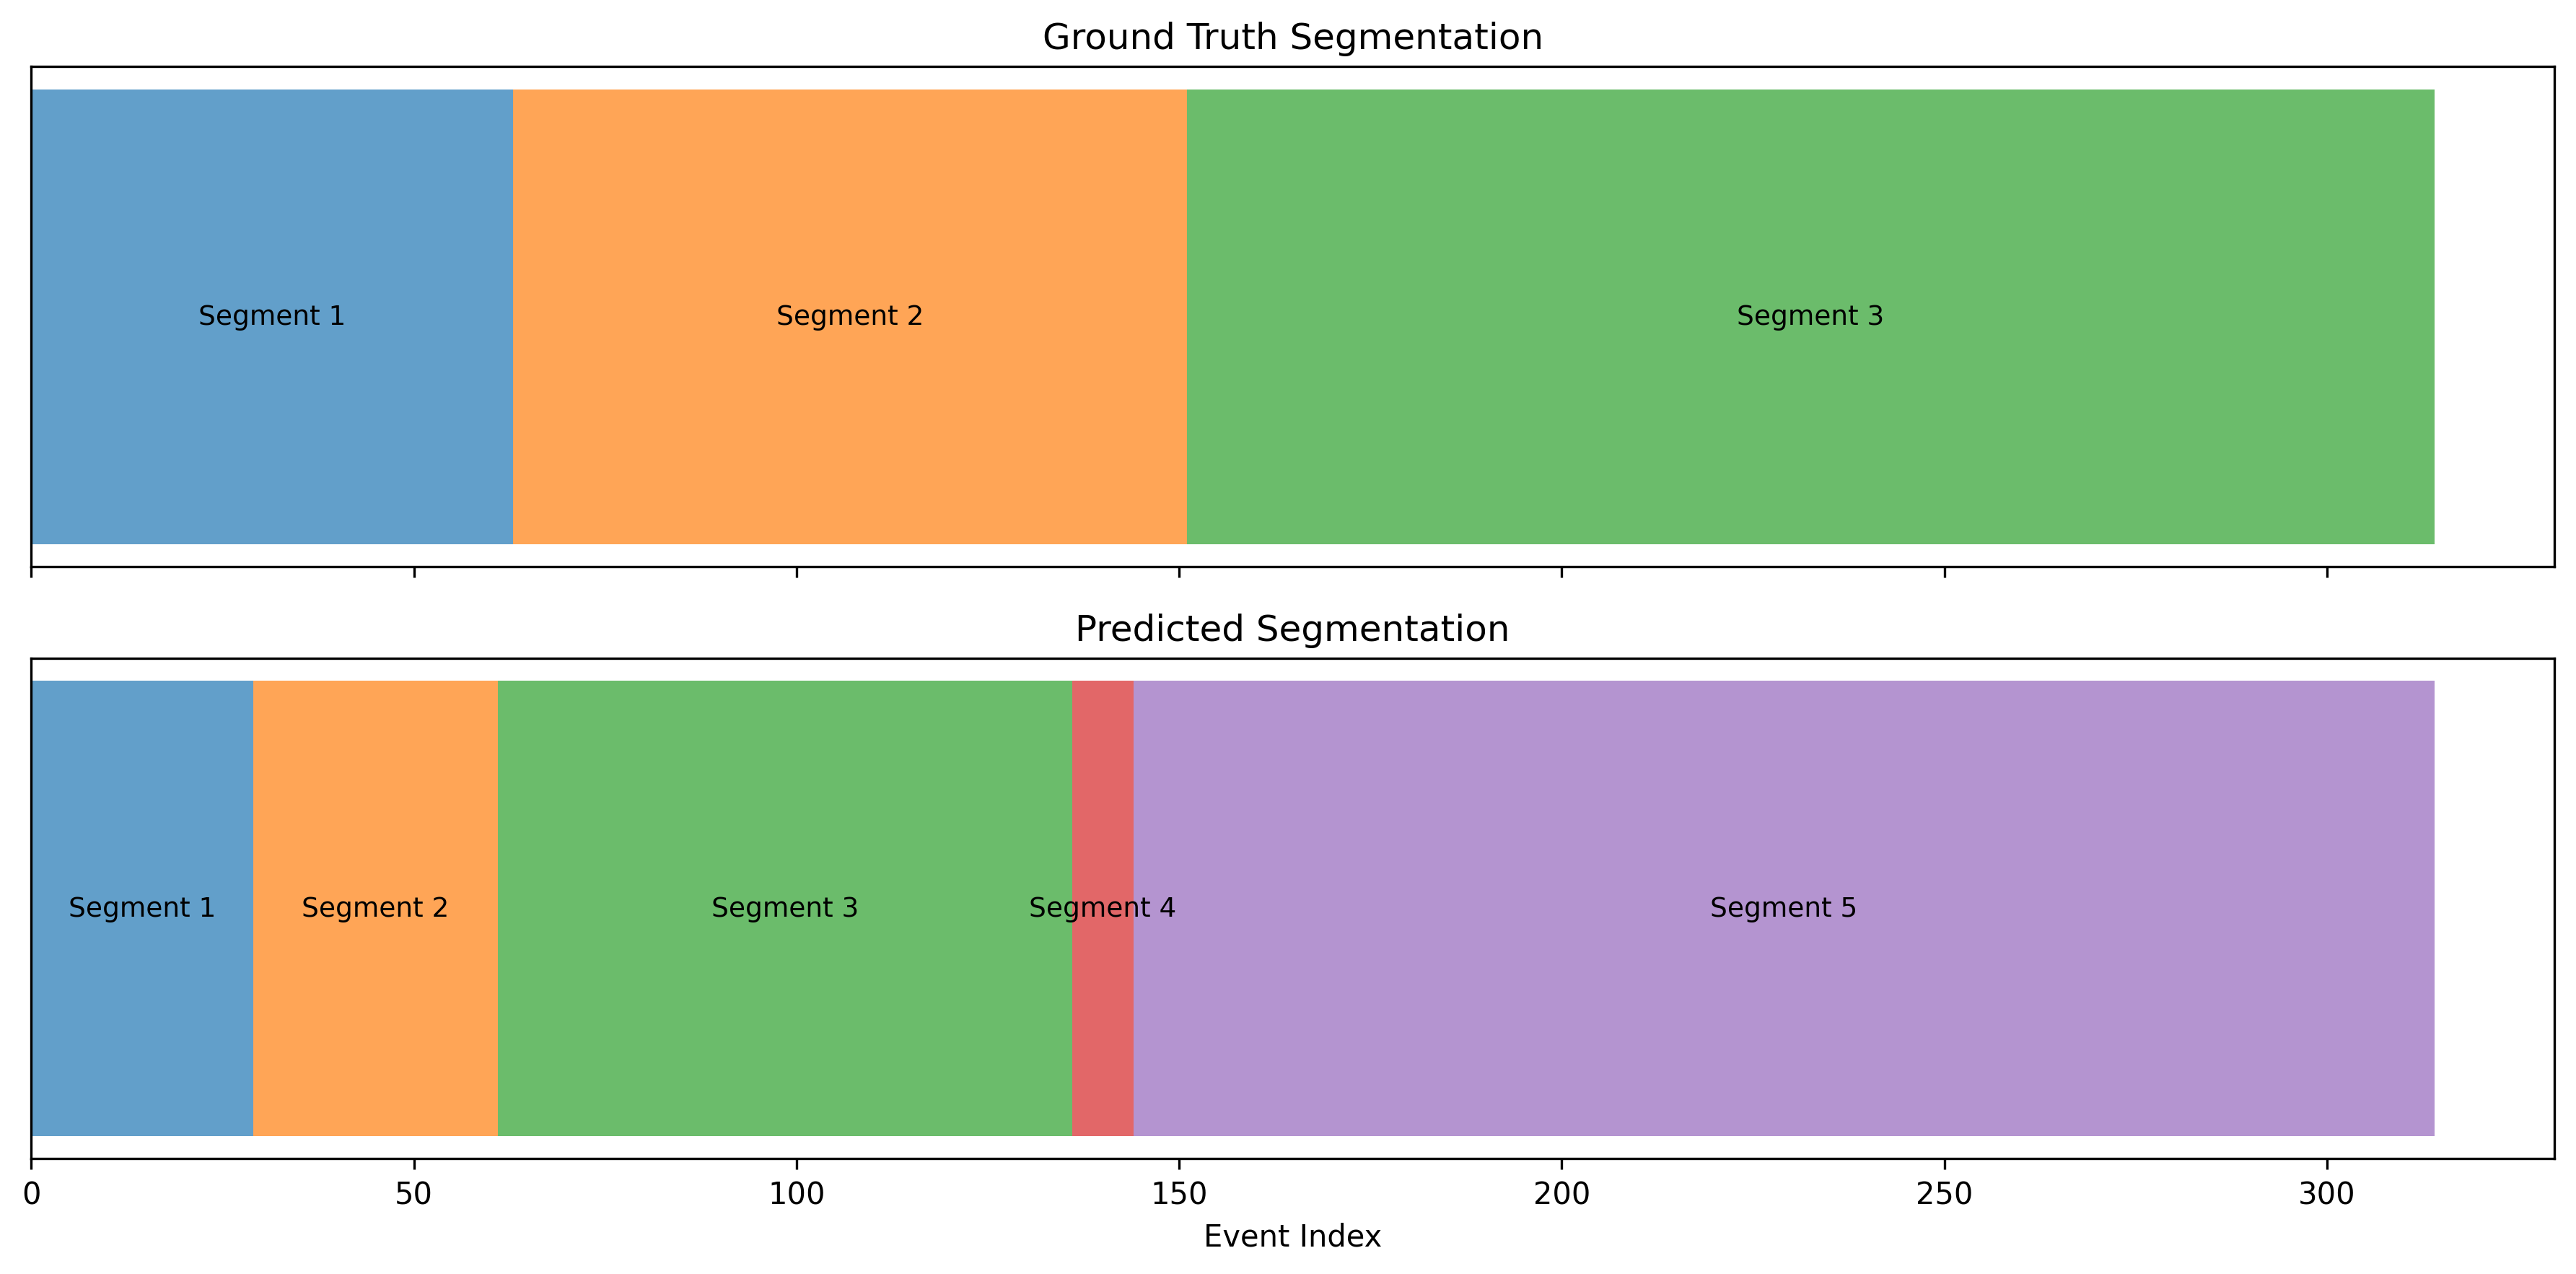 Ground Truth Segmentation
Segment 1 Segment 2 Segment 3
Predicted Segmentation
Segment 1 Segment 2 Segment 3 Segment 4 Segment 5
0 50 100 150 200 250 300
Event Index